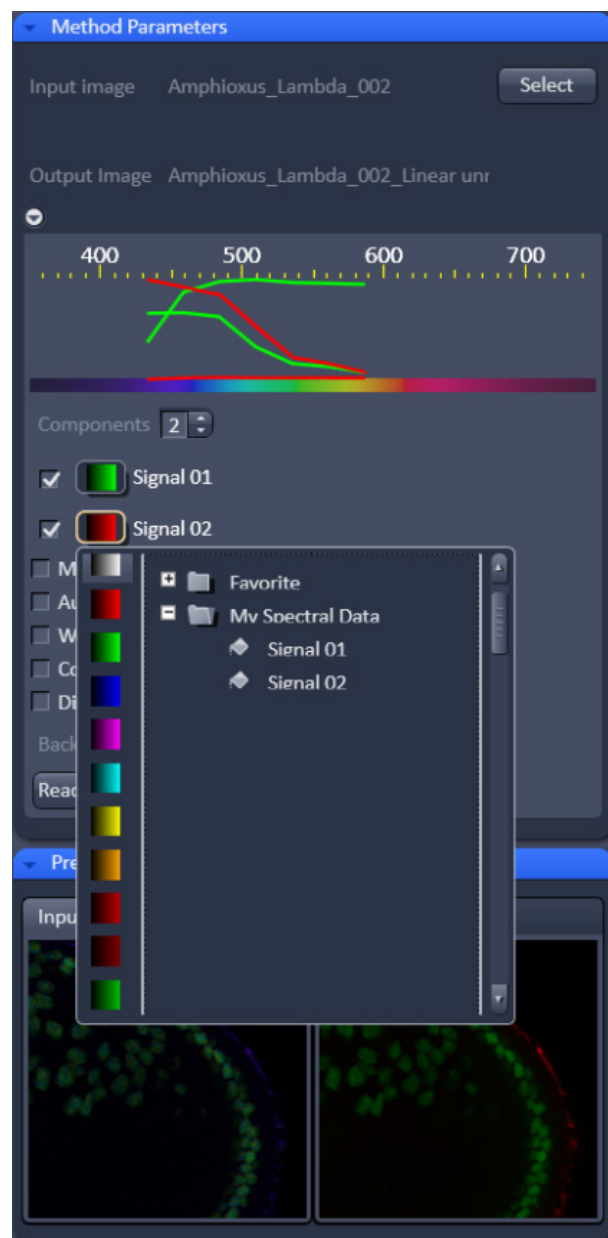 Method Parameters
Input image Amphioxus_Lambda_002 Select
Output Image Amphioxus_Lambda_002_Linear unr
400 500 600 700
Components 2
Signal 01
Signal 02
M
Au
W
Co
Di
Back
Read
Favorite
My Spectral Data
Signal 01
Signal 02
Pre
Inpu